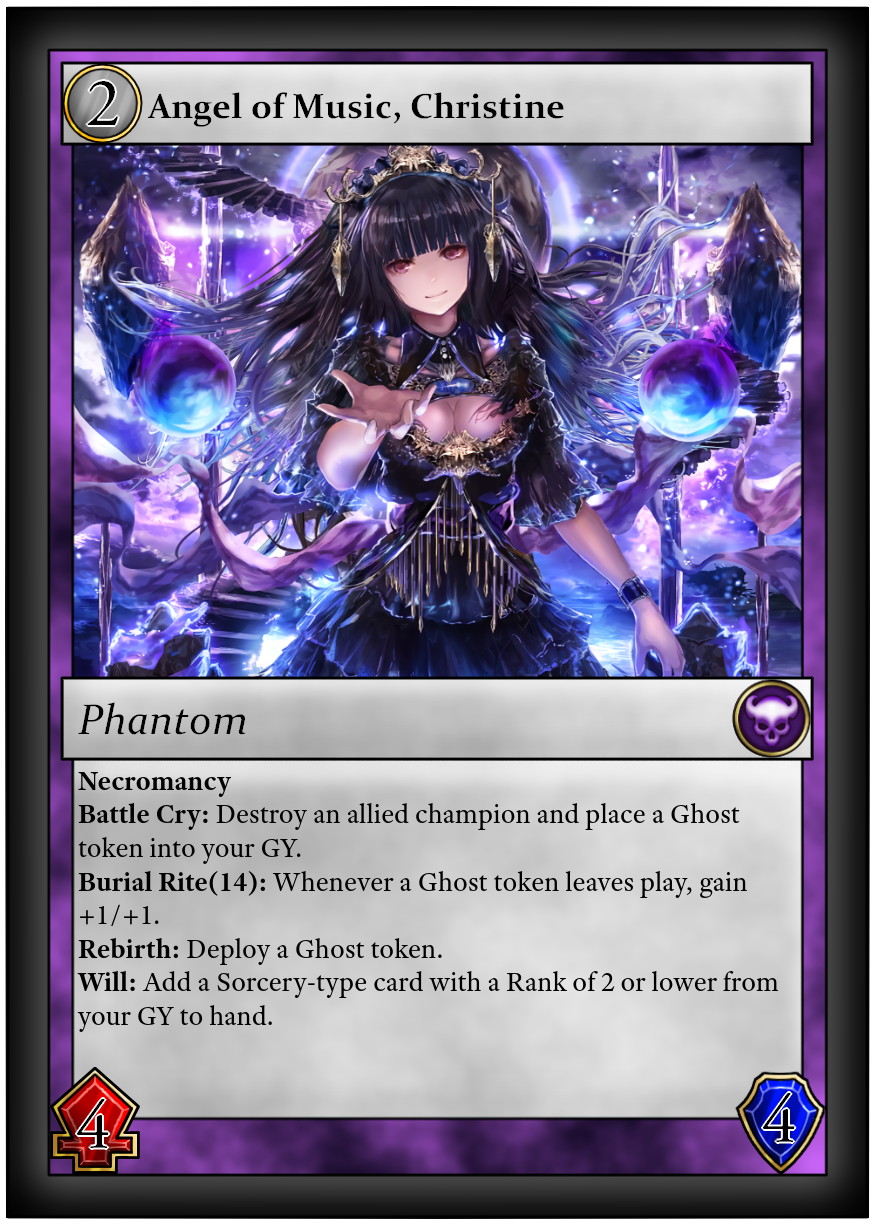 2 Angel of Music, Christine
Phantom
Necromancy
Battle Cry: Destroy an allied champion and place a Ghost
token into your GY.
Burial Rite(14): Whenever a Ghost token leaves play, gain
+1/+1.
Rebirth: Deploy a Ghost token.
Will: Add a Sorcery-type card with a Rank of 2 or lower from
your GY to hand.
4
4